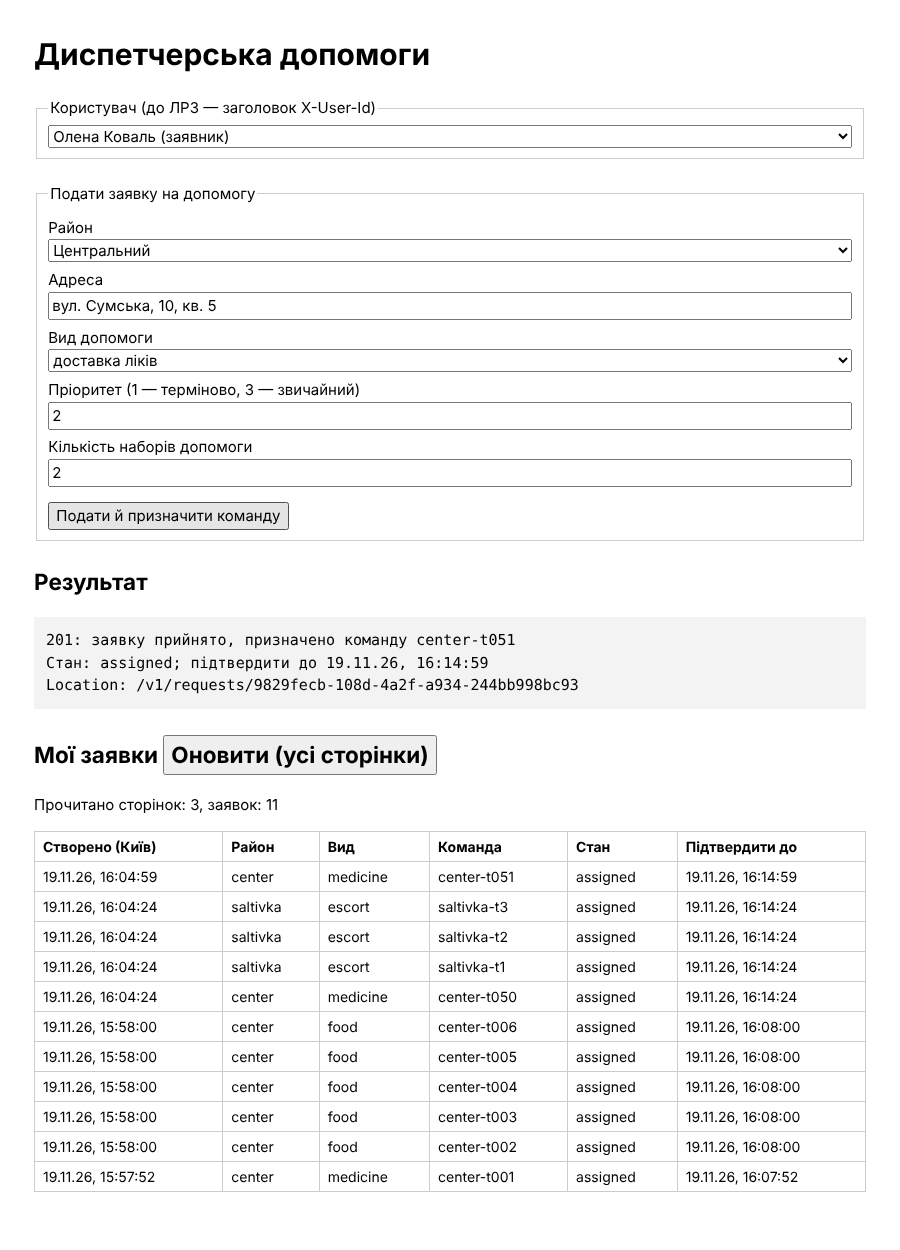 Диспетчерська допомоги
Користувач (до ЛР3 — заголовок X-User-Id)
Олена Коваль (заявник)
Подати заявку на допомогу
Район
Центральний
Адреса
вул. Сумська, 10, кв. 5
Вид допомоги
доставка ліків
Пріоритет (1 — терміново, 3 — звичайний)
2
Кількість наборів допомоги
2
Подати й призначити команду
Результат
201: заявку прийнято, призначено команду center-t051
Стан: assigned; підтвердити до 19.11.26, 16:14:59
Location: /v1/requests/9829fecb-108d-4a2f-a934-244bb998bc93
Мої заявки Оновити (усі сторінки)
Прочитано сторінок: 3, заявок: 11
Створено (Київ) Район Вид Команда Стан Підтвердити до
19.11.26, 16:04:59 center medicine center-t051 assigned 19.11.26, 16:14:59
19.11.26, 16:04:24 saltivka escort saltivka-t3 assigned 19.11.26, 16:14:24
19.11.26, 16:04:24 saltivka escort saltivka-t2 assigned 19.11.26, 16:14:24
19.11.26, 16:04:24 saltivka escort saltivka-t1 assigned 19.11.26, 16:14:24
19.11.26, 16:04:24 center medicine center-t050 assigned 19.11.26, 16:14:24
19.11.26, 15:58:00 center food center-t006 assigned 19.11.26, 16:08:00
19.11.26, 15:58:00 center food center-t005 assigned 19.11.26, 16:08:00
19.11.26, 15:58:00 center food center-t004 assigned 19.11.26, 16:08:00
19.11.26, 15:58:00 center food center-t003 assigned 19.11.26, 16:08:00
19.11.26, 15:58:00 center food center-t002 assigned 19.11.26, 16:08:00
19.11.26, 15:57:52 center medicine center-t001 assigned 19.11.26, 16:07:52